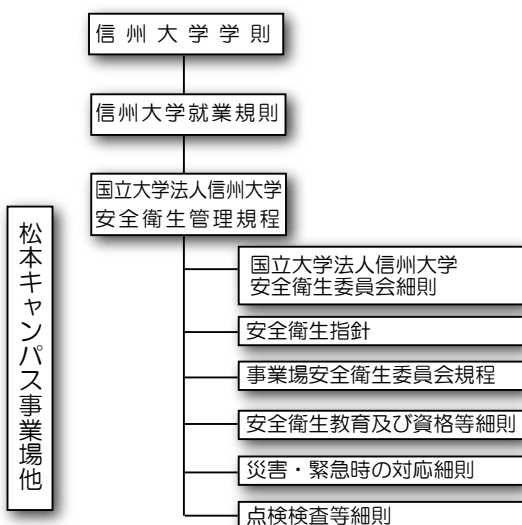 信州大学学則
信州大学就業規則
国立大学法人信州大学
安全衛生管理規程
松本キャンパス事業場他
国立大学法人信州大学
安全衛生委員会細則
安全衛生指針
事業場安全衛生委員会規程
安全衛生教育及び資格等細則
災害・緊急時の対応細則
点検検査等細則